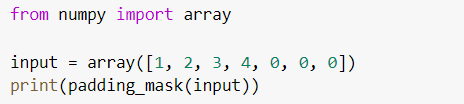 from numpy import array
input = array([1, 2, 3, 4, 0, 0, 0])
print(padding_mask(input))